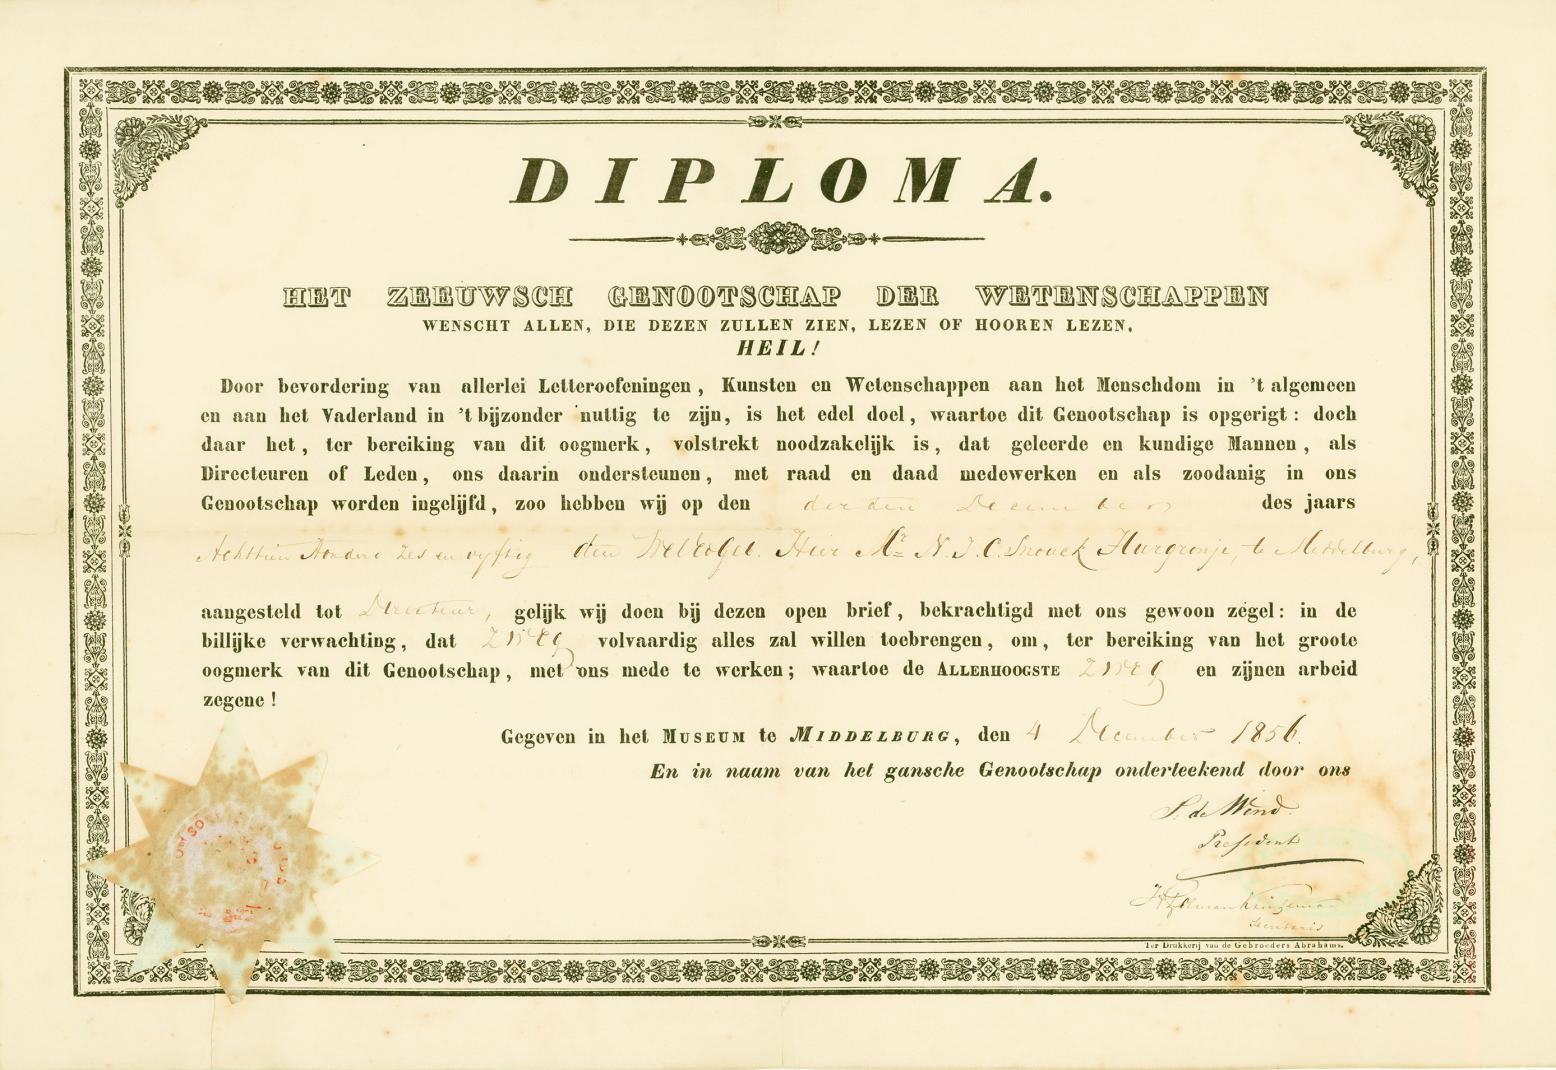 DIPLOMA.
HET ZEEUWSCH GENOOTSCHAP DER WETENSCHAPPEN
WENSCHT ALLEN, DIE DEZEN ZULLEN ZIEN, LEZEN OF HOOREN LEZEN,
HEIL!
Door bevordering van allerlei Letteroefeningen, Kunsten en Wetenschappen aan het Menschdom in 't algemeen
en aan het Vaderland in 't bijzonder nuttig te zijn, is het edel doel, waartoe dit Genootschap is opgerigt: doch
daar het, ter bereiking van dit oogmerk, volstrekt noodzakelijk is, dat geleerde en kundige Mannen, als
Directeuren of Leden, ons daarin ondersteunen, met raad en daad medewerken en als zoodanig in ons
Genootschap worden ingelijfd, zoo hebben wij op den derden December des jaars
Achttien Honderd zes en vyftig den WelEdGeb. Heer Mr N. J. C. Snouck Hurgronje, te Middelburg,
aangesteld tot Directeur, gelijk wij doen bij dezen open brief, bekrachtigd met ons gewoon zegel: in de
billijke verwachting, dat ZWEG volvaardig alles zal willen toebrengen, om, ter bereiking van het groote
oogmerk van dit Genootschap, met ons mede te werken; waartoe de ALLERHOOGSTE ZWEG en zijnen arbeid
zegene!
Gegeven in het MUSEUM te MIDDELBURG, den 4 December 1856.
En in naam van het gansche Genootschap onderteekend door ons
S. de Wind.
President
Secretaris
Ter Drukkerij van de Gebroeders Abrahams.